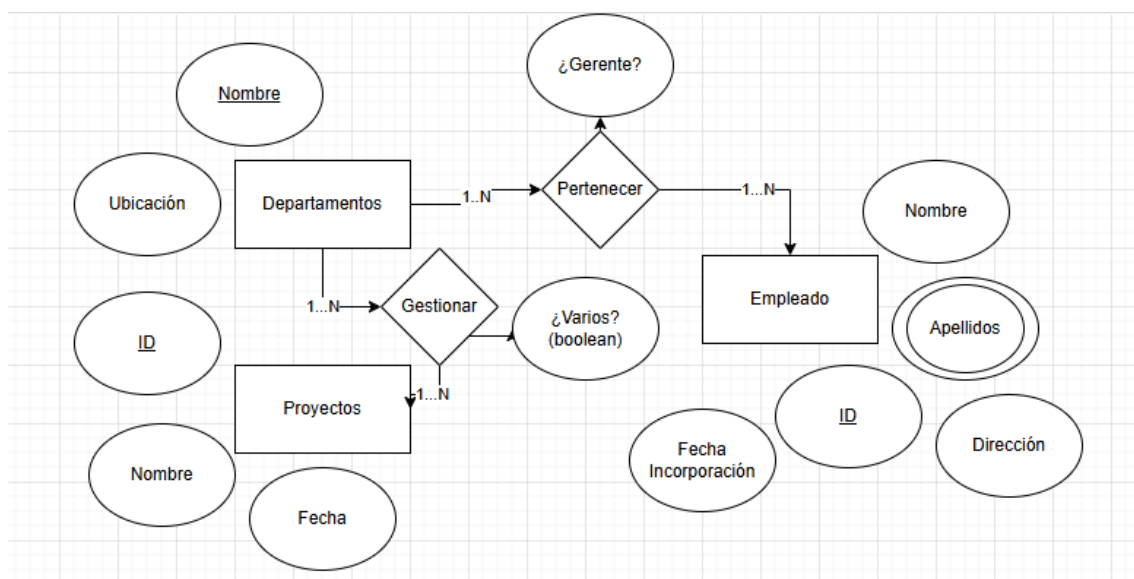 ¿Gerente?
Nombre
Ubicación
Departamentos
1..N
Pertenecer
1...N
Nombre
1...N
Gestionar
¿Varios?
(boolean)
Empleado
Apellidos
ID
1...N
Proyectos
ID
Nombre
Fecha
Fecha
Incorporación
Dirección